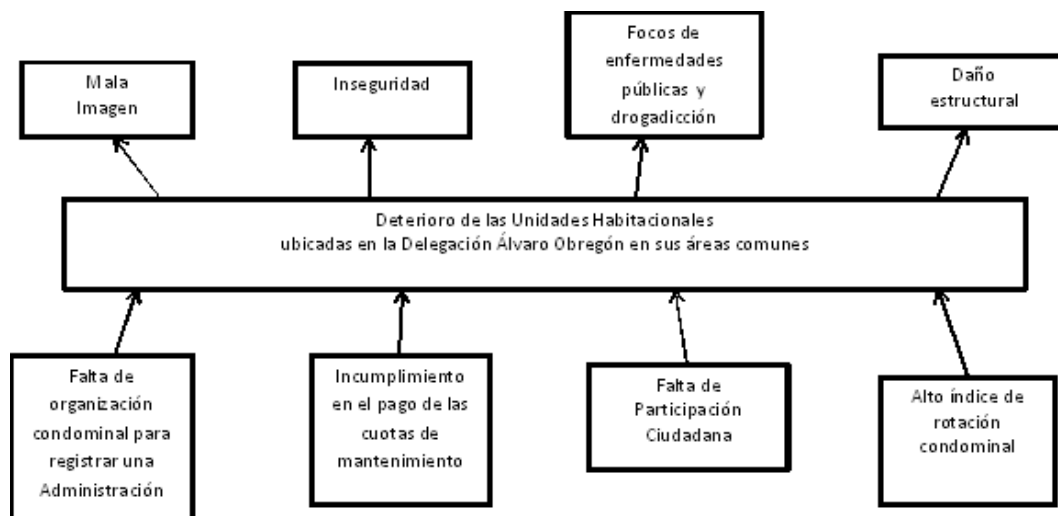 Mala
Imagen
Inseguridad
Focos de
enfermedades
públicas y
drogadicción
Daño
estructural
Deterioro de las Unidades Habitacionales
ubicadas en la Delegación Álvaro Obregón en sus áreas comunes
Falta de
organización
condominal para
registrar una
Administración
Incumplimiento
en el pago de las
cuotas de
mantenimiento
Falta de
Participación
Ciudadana
Alto índice de
rotación
condominal